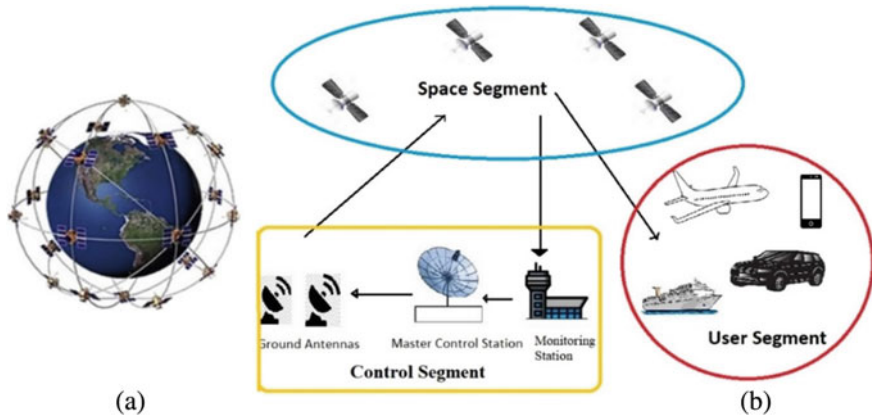 Space Segment
Ground Antennas
Master Control Station
Monitoring
Station
Control Segment
User Segment
(a)
(b)